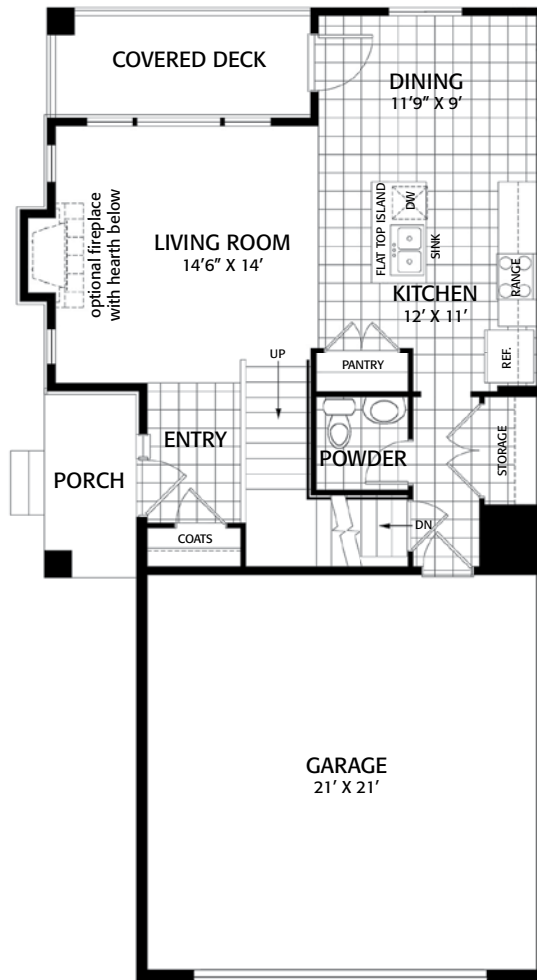 COVERED DECK
DINING
11'9" X 9'
FLAT TOP ISLAND
DW
SINK
optional fireplace
with hearth below
LIVING ROOM
14'6" X 14'
KITCHEN
12' X 11'
RANGE
REF.
UP
PANTRY
ENTRY
POWDER
STORAGE
PORCH
DN
COATS
GARAGE
21' X 21'